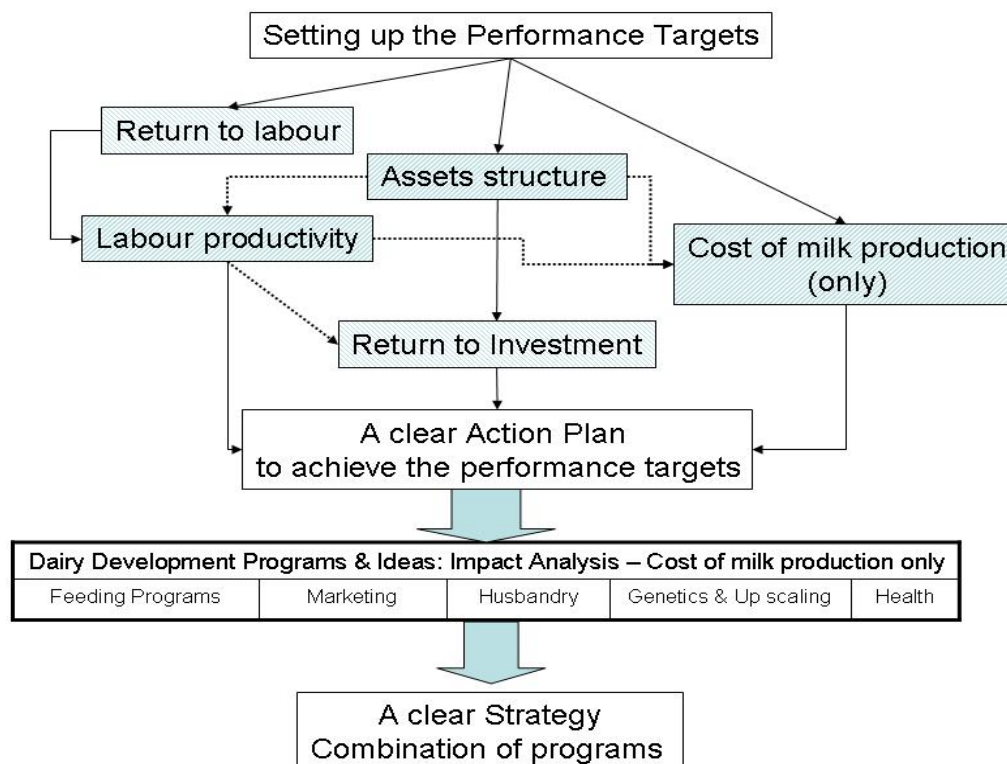 Setting up the Performance Targets
Return to labour
Assets structure
Labour productivity
Cost of milk production
(only)
Return to Investment
A clear Action Plan
to achieve the performance targets
Dairy Development Programs & Ideas: Impact Analysis – Cost of milk production only
Feeding Programs
Marketing
Husbandry
Genetics & Up scaling
Health
A clear Strategy
Combination of programs